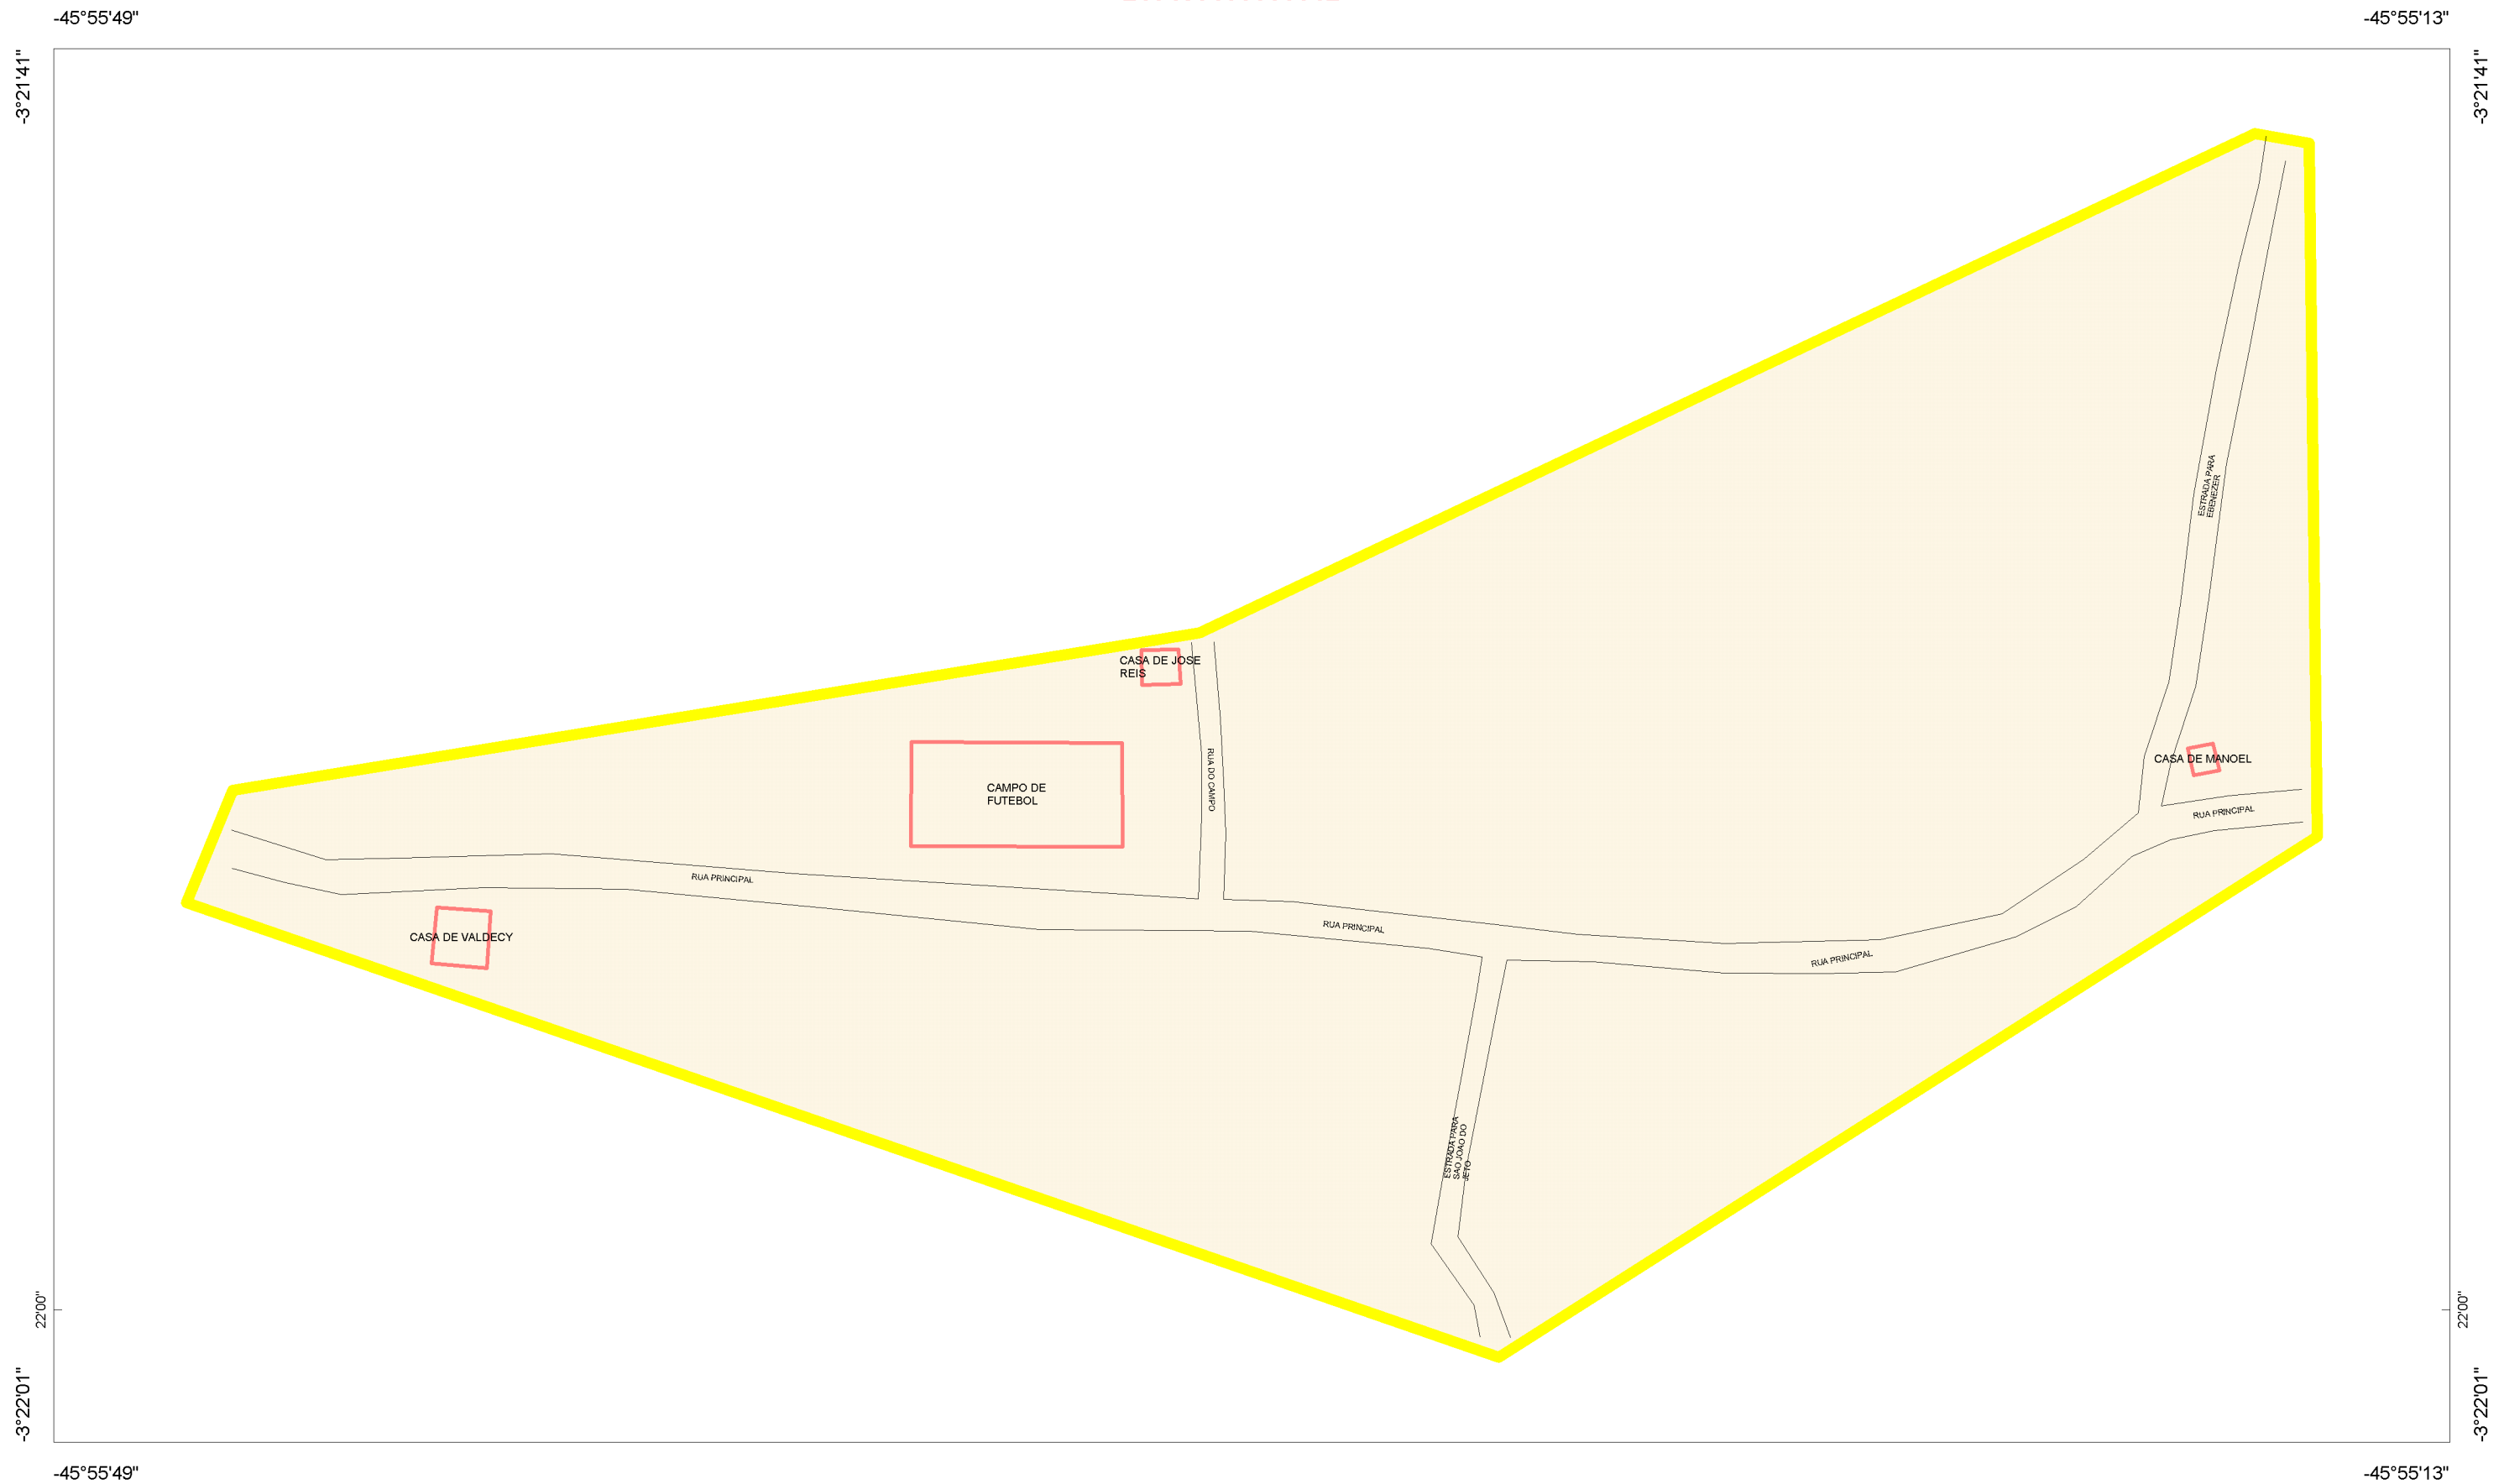 -45°55'49"
-45°55'13"
-3°21'41"
-3°21'41"
ESTRADA PARA
EBENEZER
CASA DE JOSE
REIS
RUA DO CAMPO
CASA DE MANOEL
CAMPO DE
FUTEBOL
RUA PRINCIPAL
RUA PRINCIPAL
RUA PRINCIPAL
CASA DE VALDECY
RUA PRINCIPAL
ESTRADA PARA
SAO JOAO DO
JETO
22'00"
22'00"
-3°22'01"
-3°22'01"
-45°55'49"
-45°55'13"